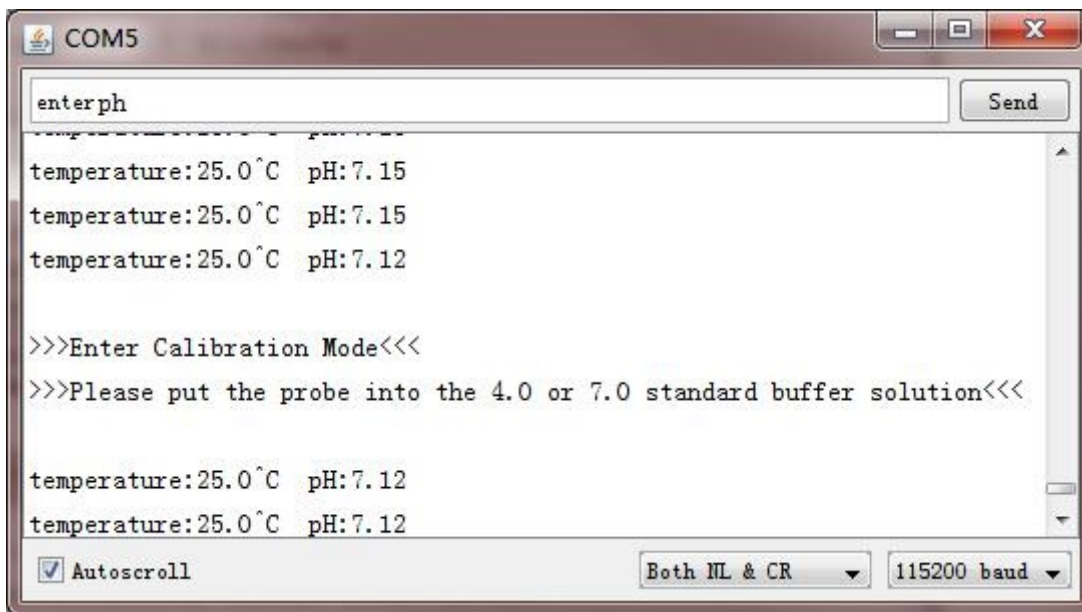 COM5
enterph
Send
temperature:25.0^C  pH:7.15
temperature:25.0^C  pH:7.15
temperature:25.0^C  pH:7.12
>>>Enter Calibration Mode<<<
>>>Please put the probe into the 4.0 or 7.0 standard buffer solution<<<
temperature:25.0^C  pH:7.12
temperature:25.0^C  pH:7.12
Autoscroll
Both NL & CR
115200 baud